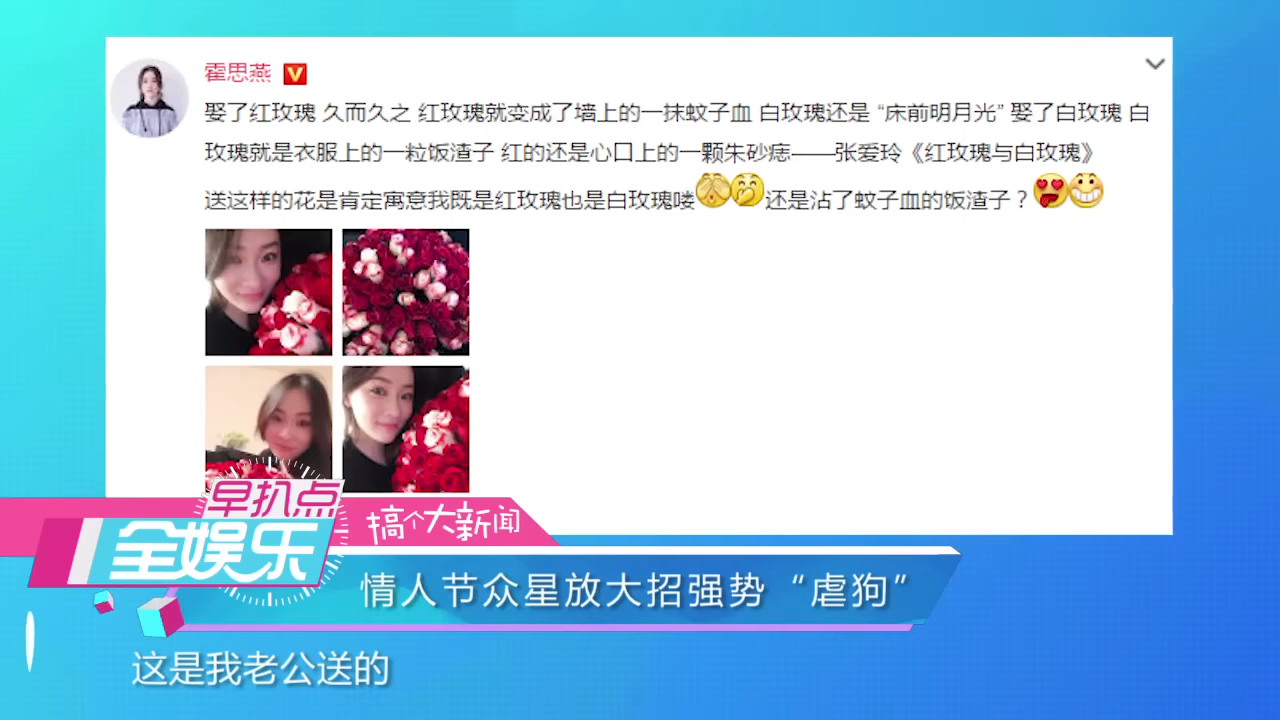 霍思燕 V
娶了红玫瑰 久而久之 红玫瑰就变成了墙上的一抹蚊子血 白玫瑰还是 “床前明月光” 娶了白玫瑰 白
玫瑰就是衣服上的一粒饭渣子 红的还是心口上的一颗朱砂痣——张爱玲《红玫瑰与白玫瑰》
送这样的花是肯定寓意我既是红玫瑰也是白玫瑰喽还是沾了蚊子血的饭渣子？
早扒点
全娱乐
搞个大新闻
情人节众星放大招强势“虐狗”
这是我老公送的